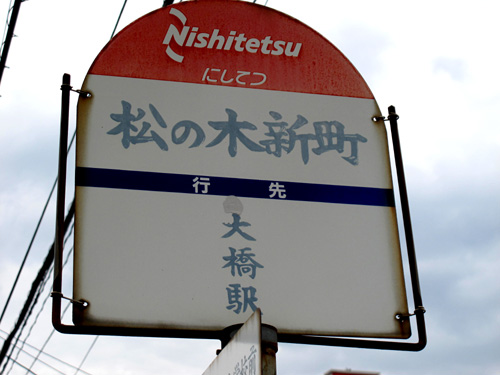 Nishitetsu
にしてつ
松の木新町
行先
大橋駅